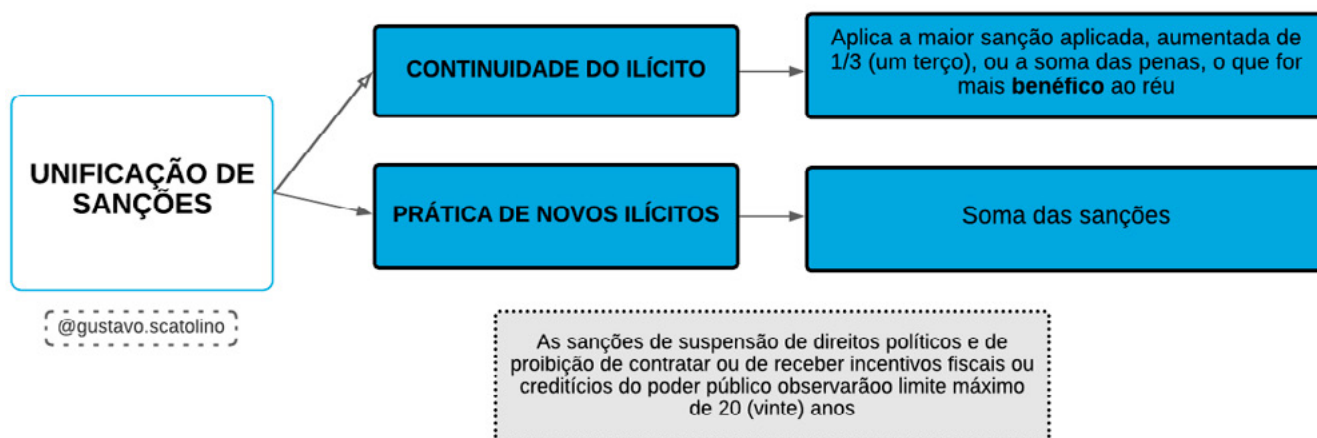 UNIFICAÇÃO DE
SANÇÕES
@gustavo.scatolino
CONTINUIDADE DO ILÍCITO
Aplica a maior sanção aplicada, aumentada de
1/3 (um terço), ou a soma das penas, o que for
mais benéfico ao réu
PRÁTICA DE NOVOS ILÍCITOS
Soma das sanções
As sanções de suspensão de direitos políticos e de
proibição de contratar ou de receber incentivos fiscais ou
creditícios do poder público observarãoo limite máximo
de 20 (vinte) anos